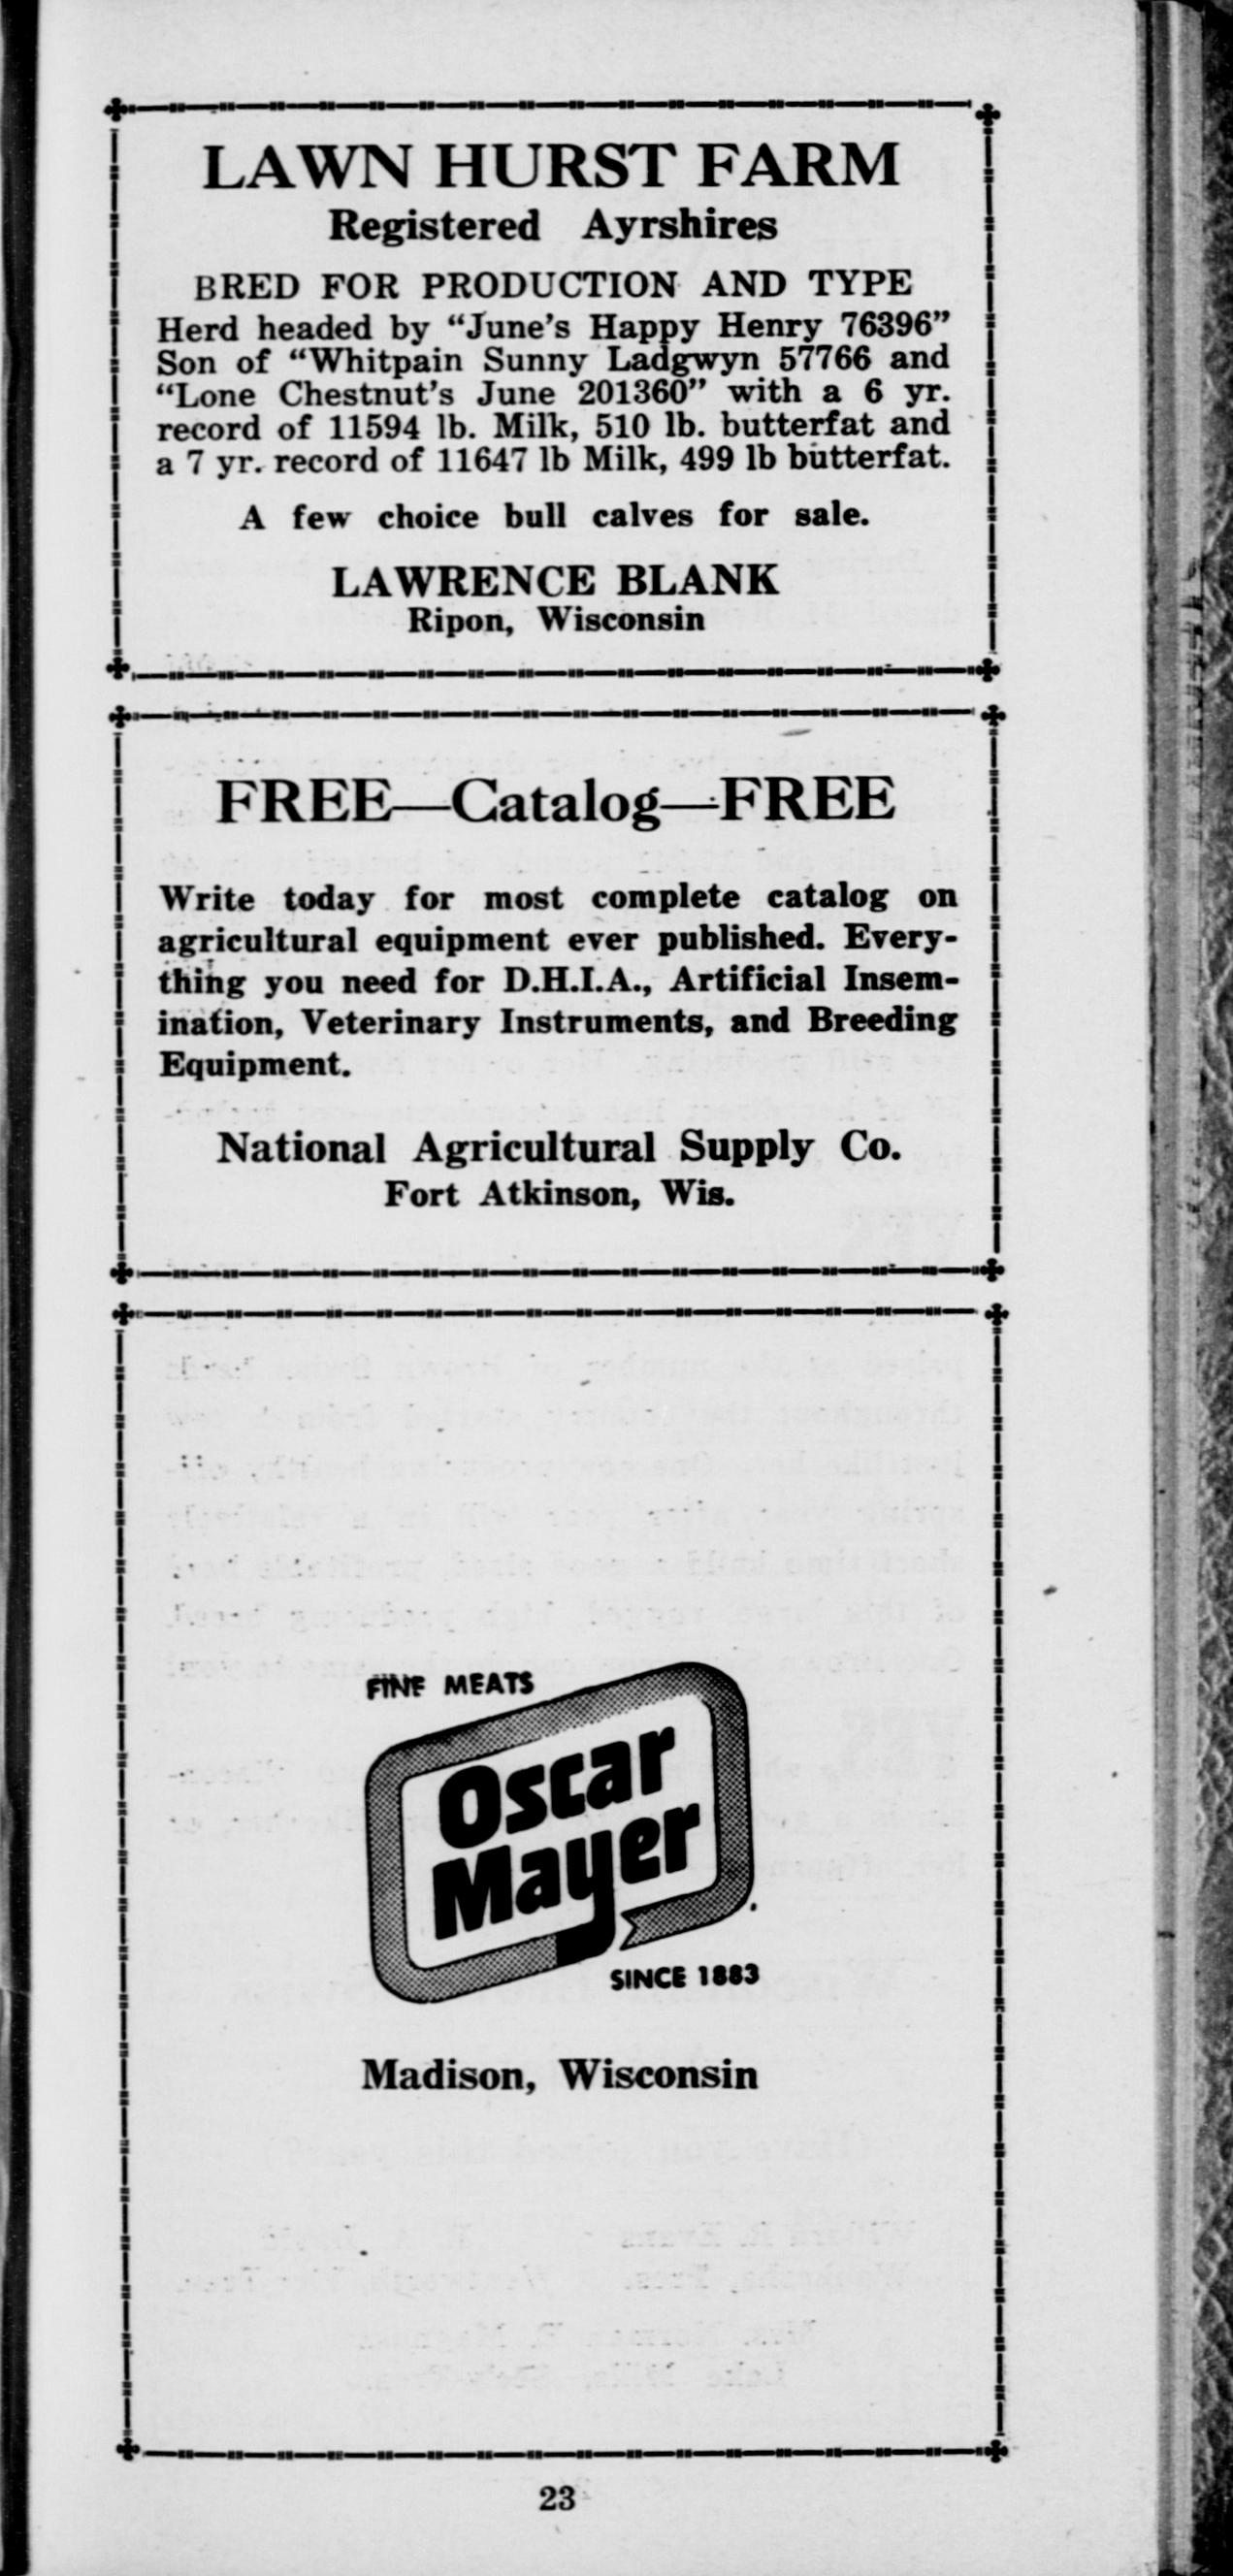 LAWN HURST FARM
Registered Ayrshires
BRED FOR PRODUCTION AND TYPE
Herd headed by “June’s Happy Henry 76396”
Son of “Whitpain Sunny Ladgwyn 57766 and
“Lone Chestnut’s June 201360” with a 6 yr.
record of 11594 lb. Milk, 510 lb. butterfat and
a 7 yr. record of 11647 lb Milk, 499 lb butterfat.
A few choice bull calves for sale.
LAWRENCE BLANK
Ripon, Wisconsin
FREE—Catalog—FREE
Write today for most complete catalog on
agricultural equipment ever published. Every-
thing you need for D.H.I.A., Artificial Insem-
ination, Veterinary Instruments, and Breeding
Equipment.
National Agricultural Supply Co.
Fort Atkinson, Wis.
FINE MEATS
Oscar
Mayer
SINCE 1883
Madison, Wisconsin
23